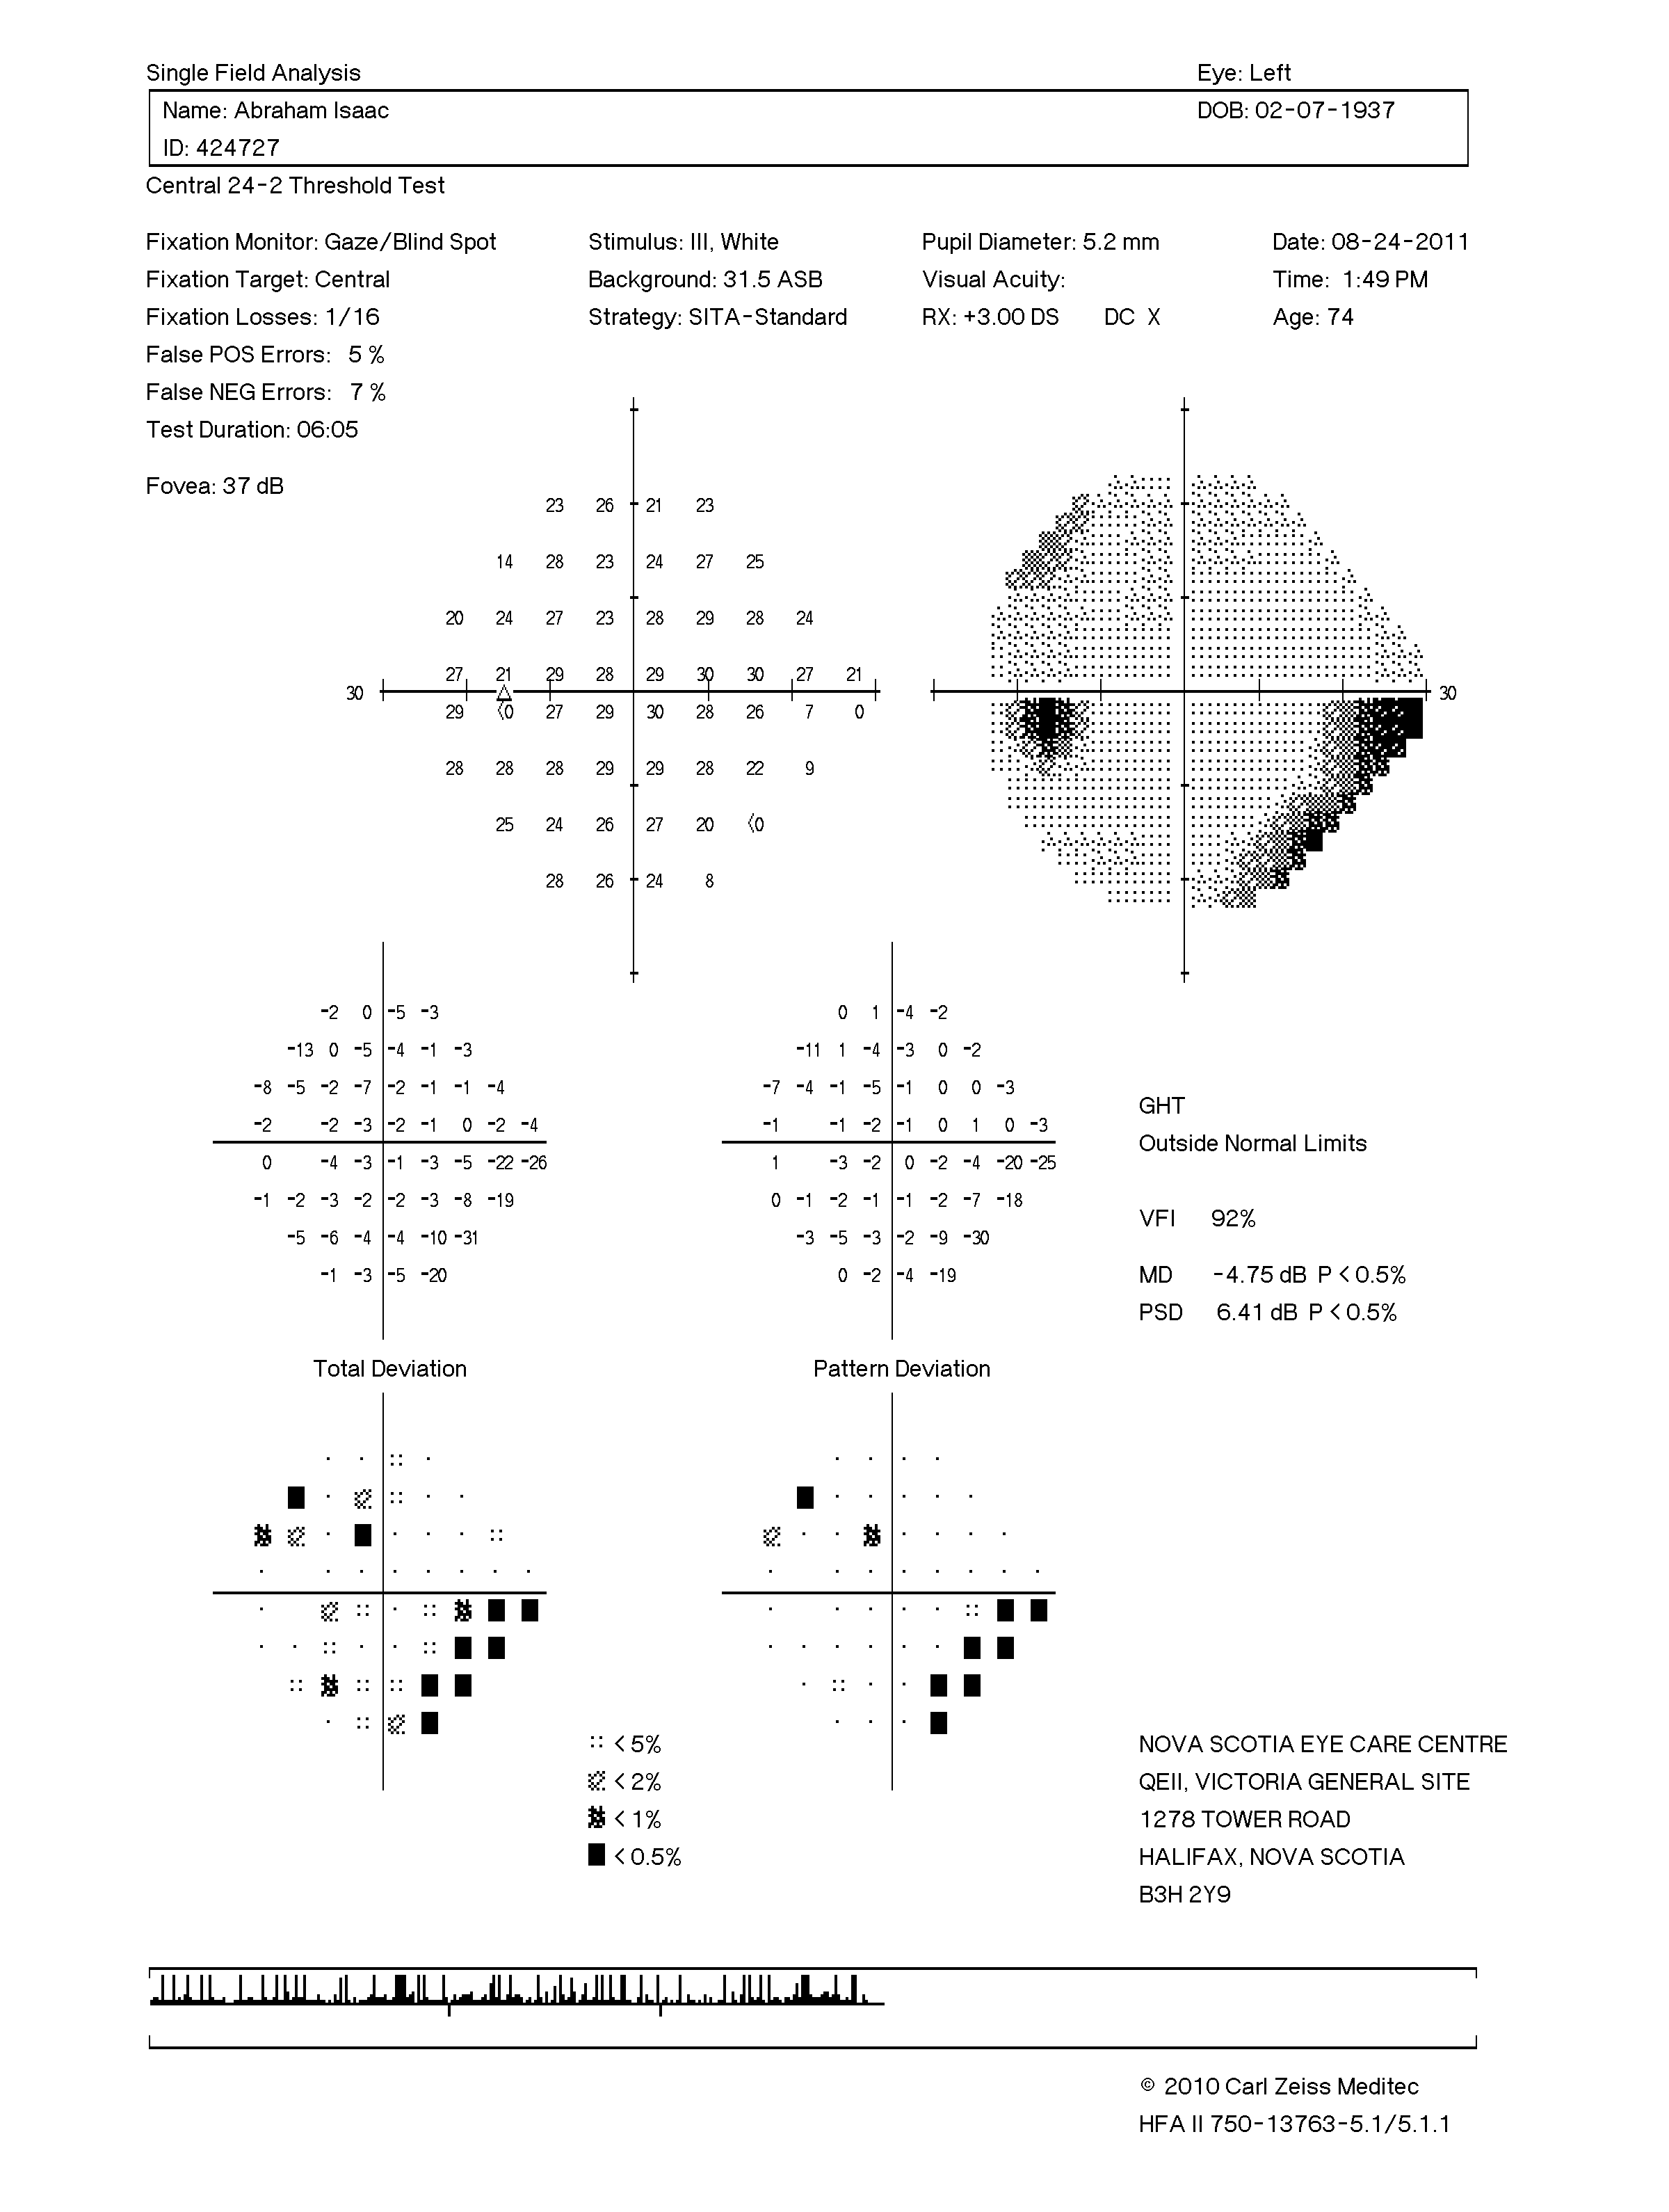 Single Field Analysis Eye: Left
Name: Abraham Isaac DOB: 02-07-1937
ID: 424727
Central 24-2 Threshold Test
Fixation Monitor: Gaze/Blind Spot Stimulus: III, White Pupil Diameter: 5.2 mm Date: 08-24-2011
Fixation Target: Central Background: 31.5 ASB Visual Acuity: Time: 1:49 PM
Fixation Losses: 1/16 Strategy: SITA-Standard RX: +3.00 DS DC X Age: 74
False POS Errors: 5 %
False NEG Errors: 7 %
Test Duration: 06:05
Fovea: 37 dB
23 26 21 23
14 28 23 24 27 25
20 24 27 23 28 29 28 24
27 21 29 28 29 30 30 27 21
30 30
29 <0 27 29 30 28 26 7 0
28 28 28 29 29 28 22 9
25 24 26 27 20 <0
28 26 24 8
-2 0 -5 -3 0 1 -4 -2
-13 0 -5 -4 -1 -3 -11 1 -4 -3 0 -2
-8 -5 -2 -7 -2 -1 -1 -4 -7 -4 -1 -5 -1 0 0 -3
GHT
-2 -2 -3 -2 -1 0 -2 -4 -1 -1 -2 -1 0 1 0 -3
Outside Normal Limits
0 -4 -3 -1 -3 -5 -22 -26 1 -3 -2 0 -2 -4 -20 -25
-1 -2 -3 -2 -2 -3 -8 -19 0 -1 -2 -1 -1 -2 -7 -18
VFI 92%
-5 -6 -4 -4 -10 -31 -3 -5 -3 -2 -9 -30
-1 -3 -5 -20 0 -2 -4 -19
MD -4.75 dB P < 0.5%
PSD 6.41 dB P < 0.5%
Total Deviation Pattern Deviation
< 5%
< 2%
< 1%
< 0.5%
NOVA SCOTIA EYE CARE CENTRE
QEII, VICTORIA GENERAL SITE
1278 TOWER ROAD
HALIFAX, NOVA SCOTIA
B3H 2Y9
© 2010 Carl Zeiss Meditec
HFA II 750-13763-5.1/5.1.1